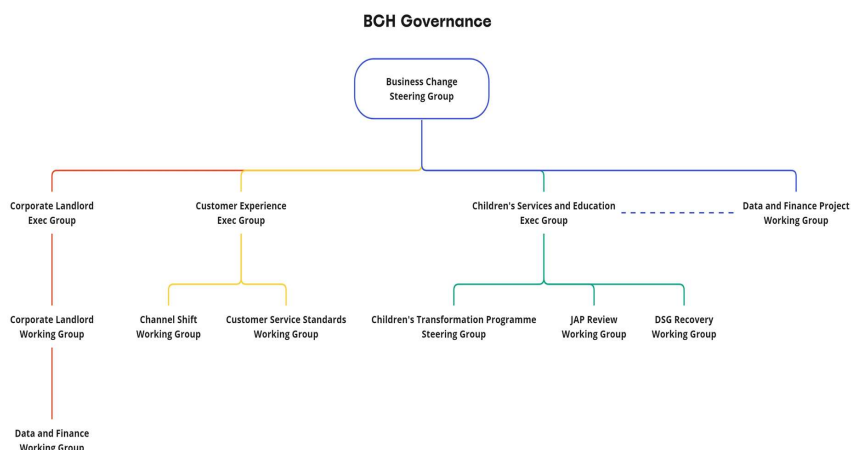 BCH Governance
Business Change
Steering Group
Corporate Landlord
Exec Group
Customer Experience
Exec Group
Children's Services and Education
Exec Group
Data and Finance Project
Working Group
Corporate Landlord
Working Group
Channel Shift
Working Group
Customer Service Standards
Working Group
Children's Transformation Programme
Steering Group
JAP Review
Working Group
DSG Recovery
Working Group
Data and Finance
Working Group